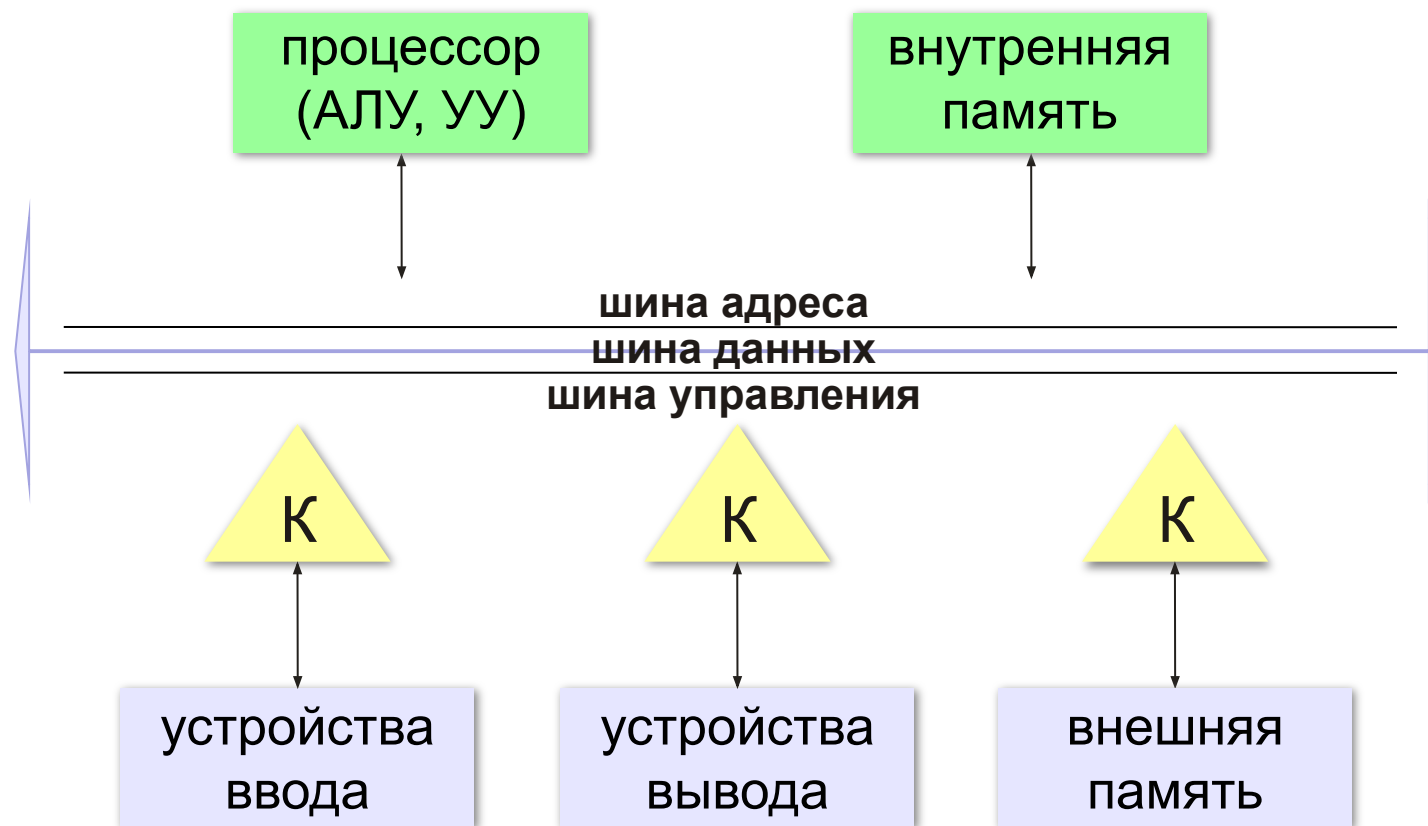 процессор
(АЛУ, УУ)
внутренняя
память
шина адреса
шина данных
шина управления
К
К
К
устройства
ввода
устройства
вывода
внешняя
память